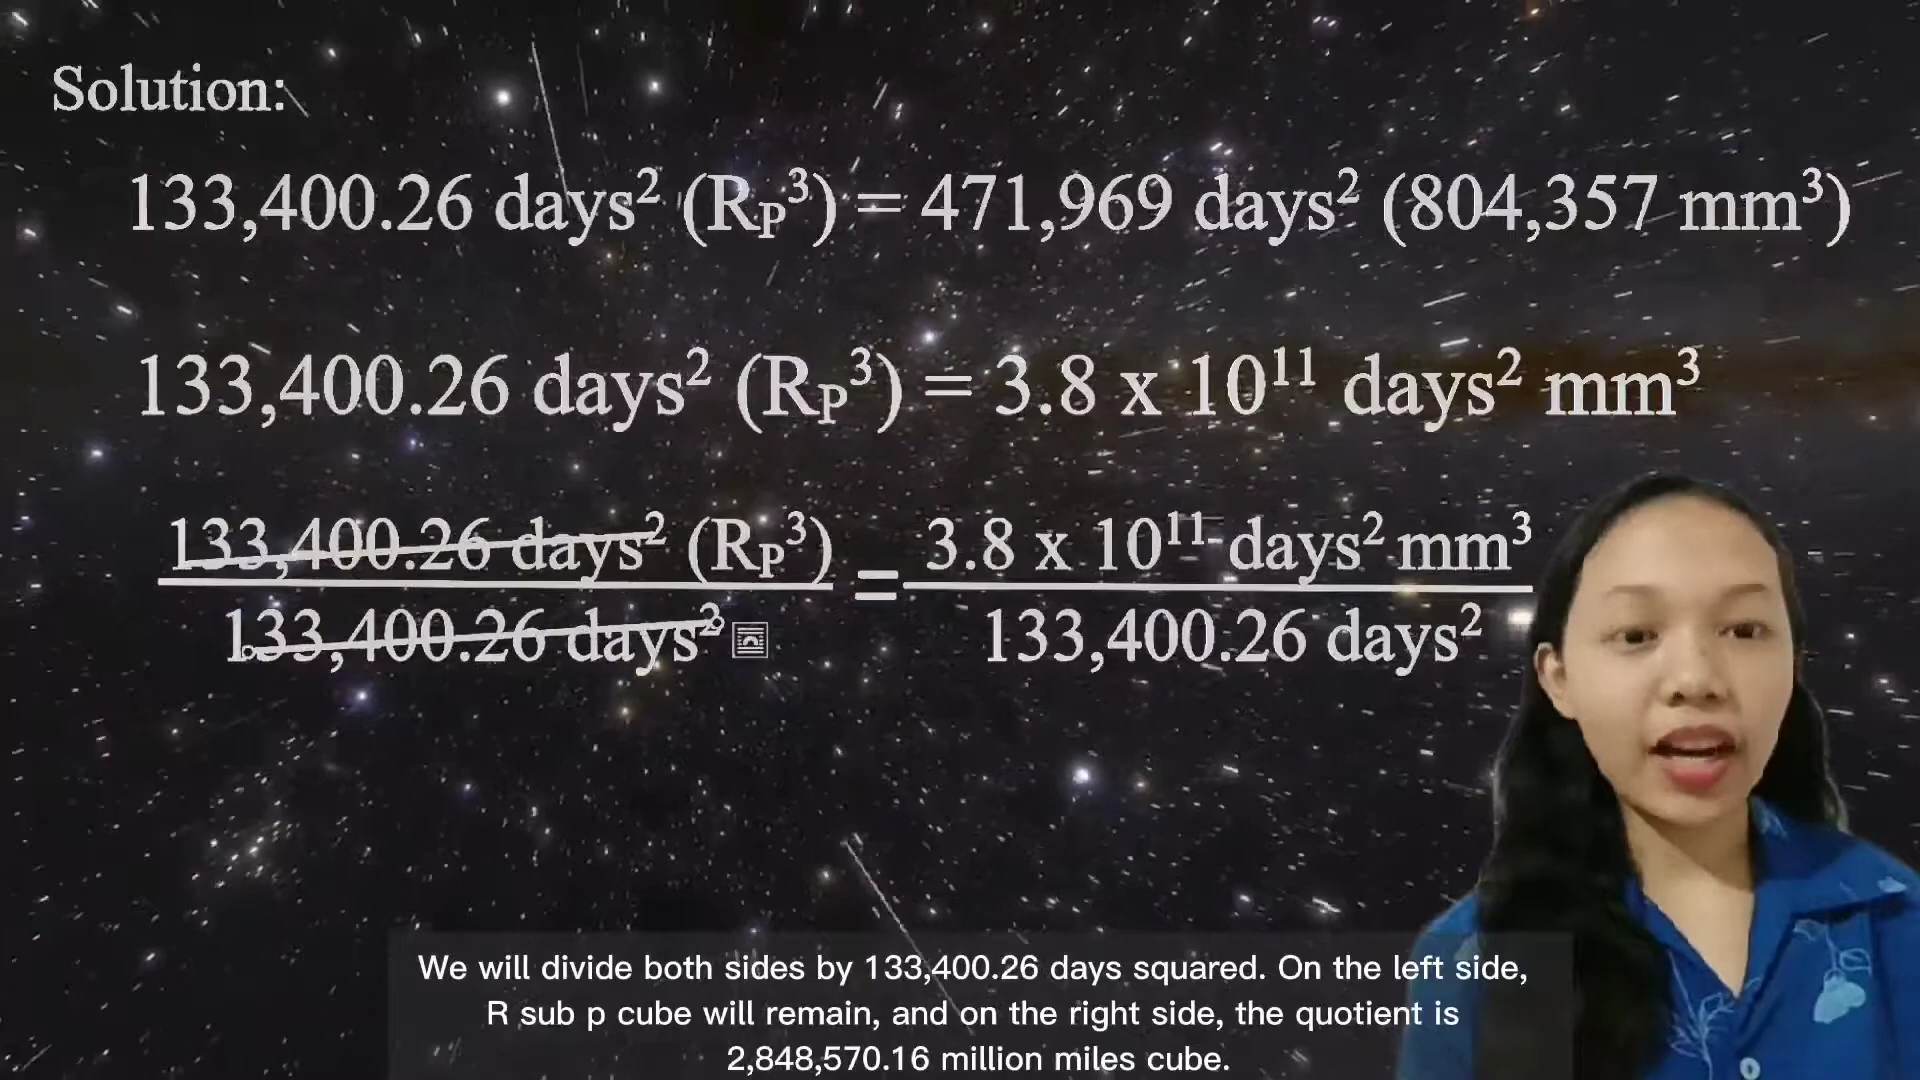 Solution:
133,400.26 days² (Rₚ³) = 471,969 days² (804,357 mm³)
133,400.26 days² (Rₚ³) = 3.8 x 10¹¹ days² mm³
133,400.26 days² (Rₚ³) = 3.8 x 10¹¹ days² mm³
133,400.26 days² 133,400.26 days²
We will divide both sides by 133,400.26 days squared. On the left side,
R sub p cube will remain, and on the right side, the quotient is
2,848,570.16 million miles cube.